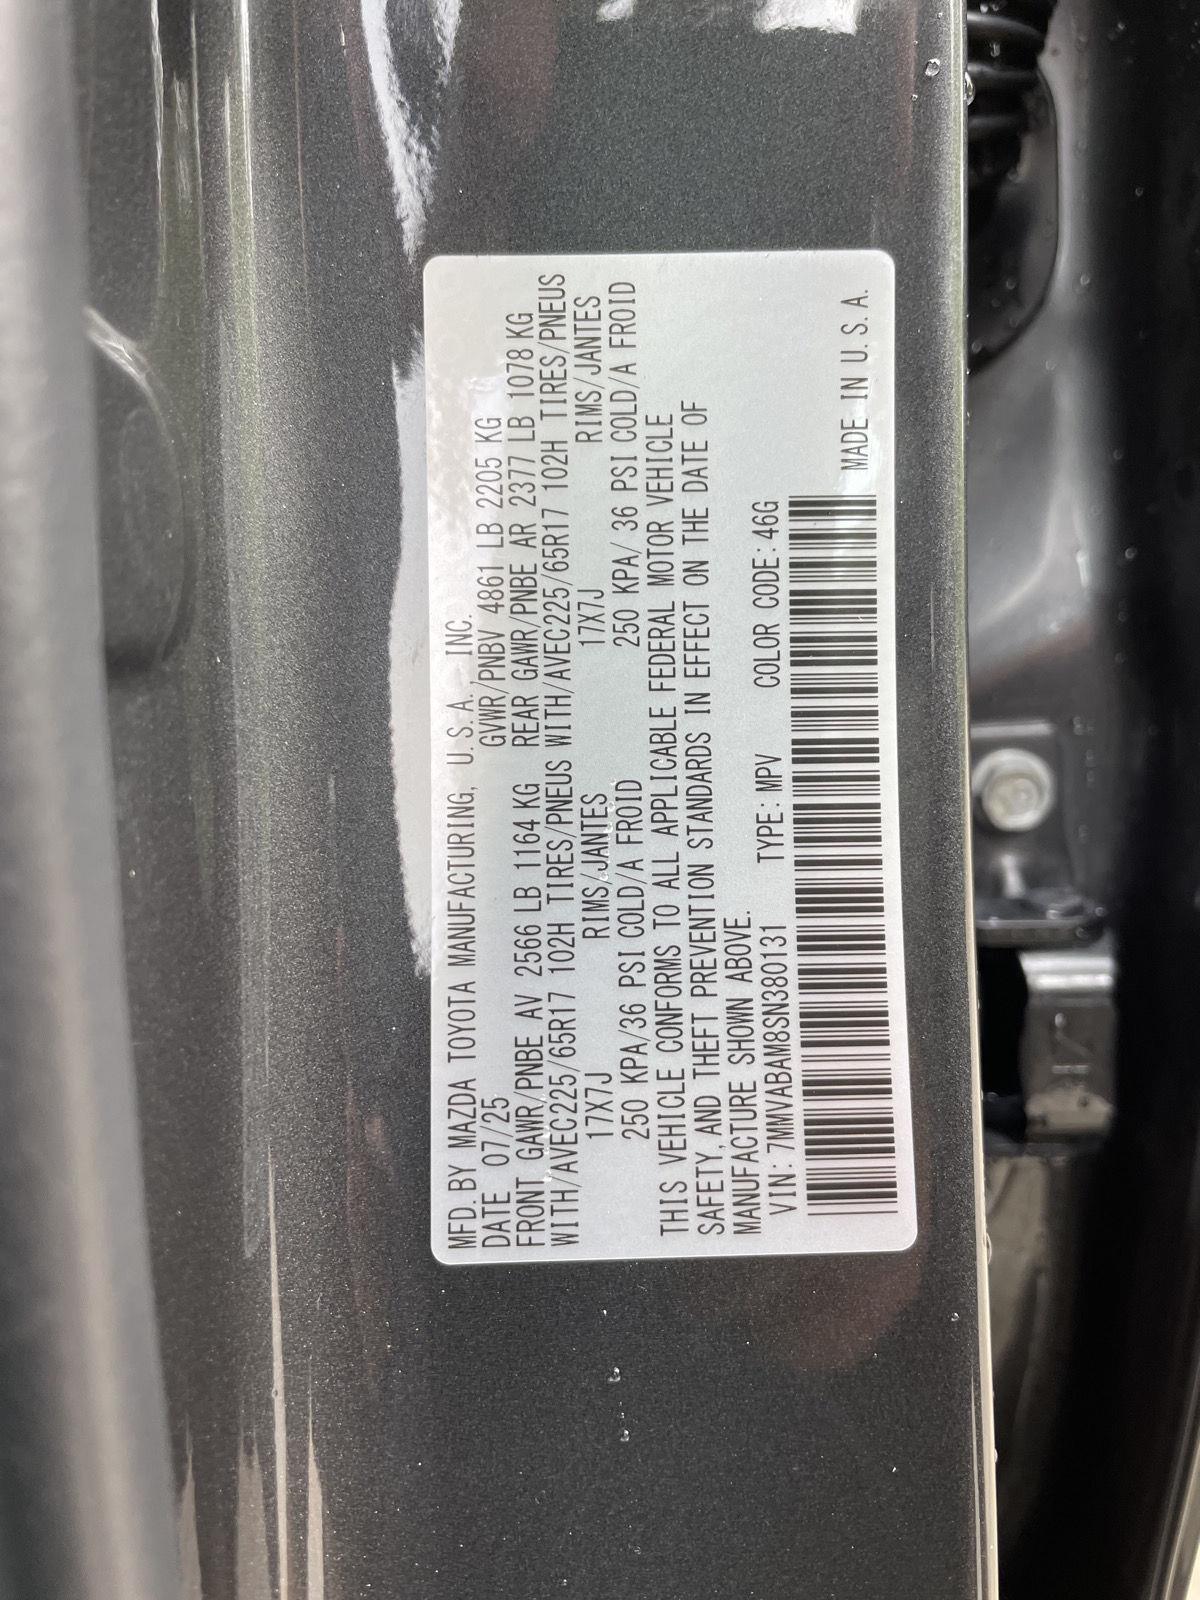 MFD. BY MAZDA TOYOTA MANUFACTURING, U. S. A. , INC.
DATE 07/25 GVWR/PNBV 4861 LB 2205 KG
FRONT GAWR/PNBE AV 2566 LB 1164 KG REAR GAWR/PNBE AR 2377 LB 1078 KG
WITH/AVEC225/65R17 102H TIRES/PNEUS WITH/AVEC225/65R17 102H TIRES/PNEUS
17X7J RIMS/JANTES 17X7J RIMS/JANTES
250 KPA/36 PSI COLD/A FROID 250 KPA/ 36 PSI COLD/A FROID
THIS VEHICLE CONFORMS TO ALL APPLICABLE FEDERAL MOTOR VEHICLE
SAFETY, AND THEFT PREVENTION STANDARDS IN EFFECT ON THE DATE OF
MANUFACTURE SHOWN ABOVE.
VIN: 7MMVABAM8SN380131 TYPE: MPV COLOR CODE: 46G
MADE IN U. S. A.